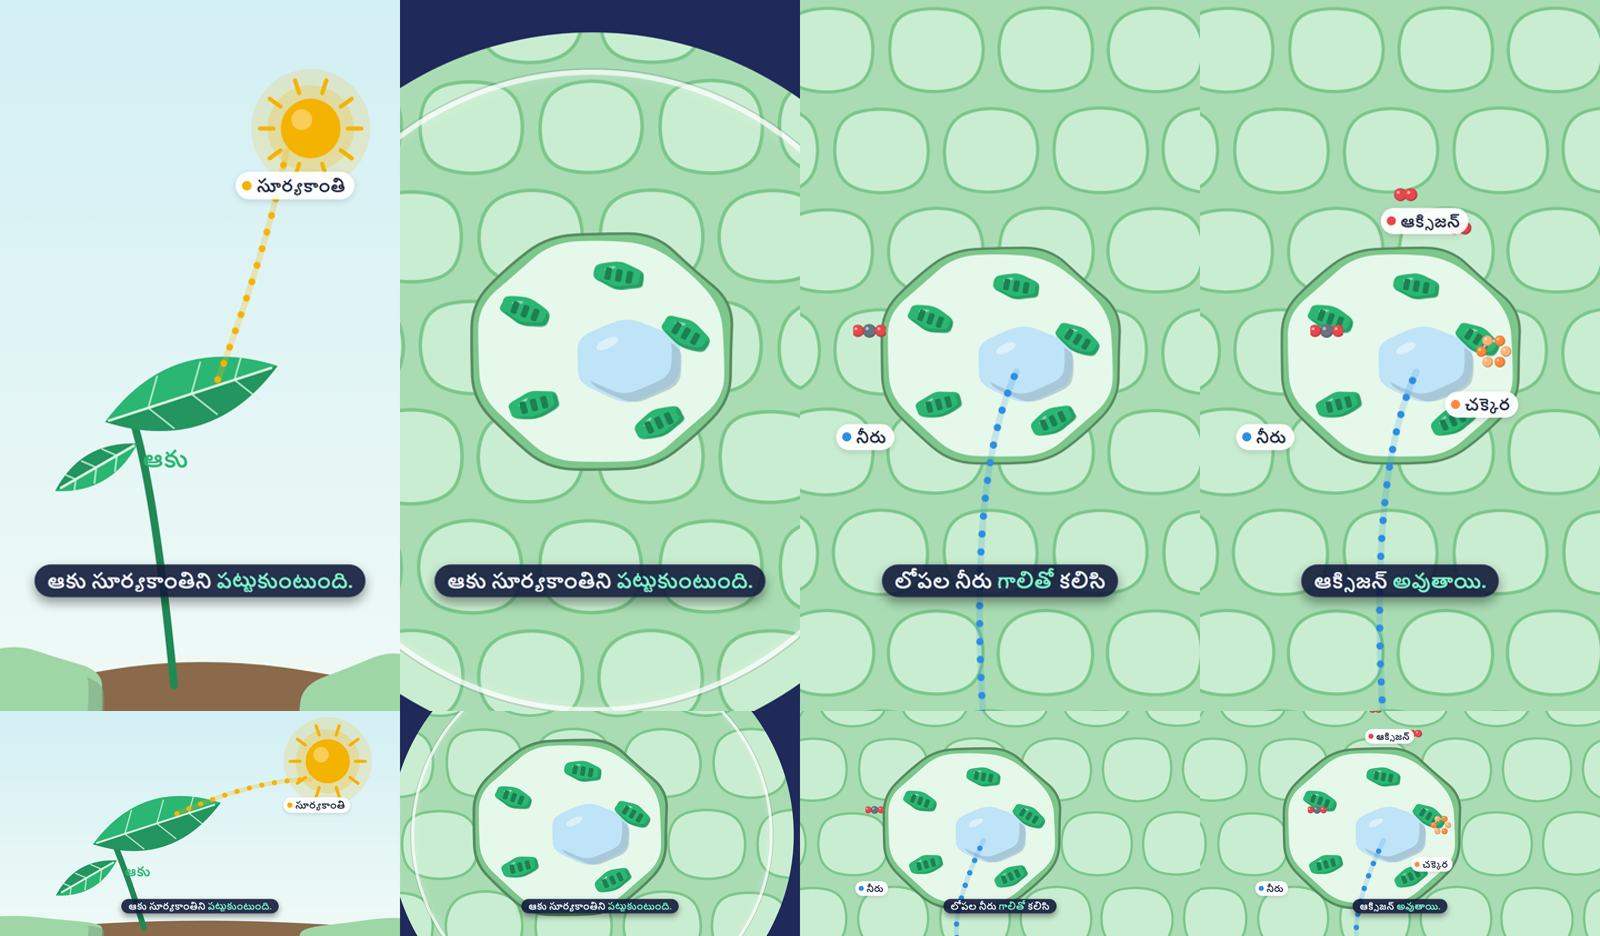 సూర్యకాంతి
ఆకు
ఆకు సూర్యకాంతిని పట్టుకుంటుంది.
ఆకు సూర్యకాంతిని పట్టుకుంటుంది.
నీరు
లోపల నీరు గాలితో కలిసి
ఆక్సిజన్
చక్కెర
నీరు
ఆక్సిజన్ అవుతాయి.
సూర్యకాంతి
ఆకు
ఆకు సూర్యకాంతిని పట్టుకుంటుంది.
ఆకు సూర్యకాంతిని పట్టుకుంటుంది.
నీరు
లోపల నీరు గాలితో కలిసి
ఆక్సిజన్
చక్కెర
నీరు
ఆక్సిజన్ అవుతాయి.